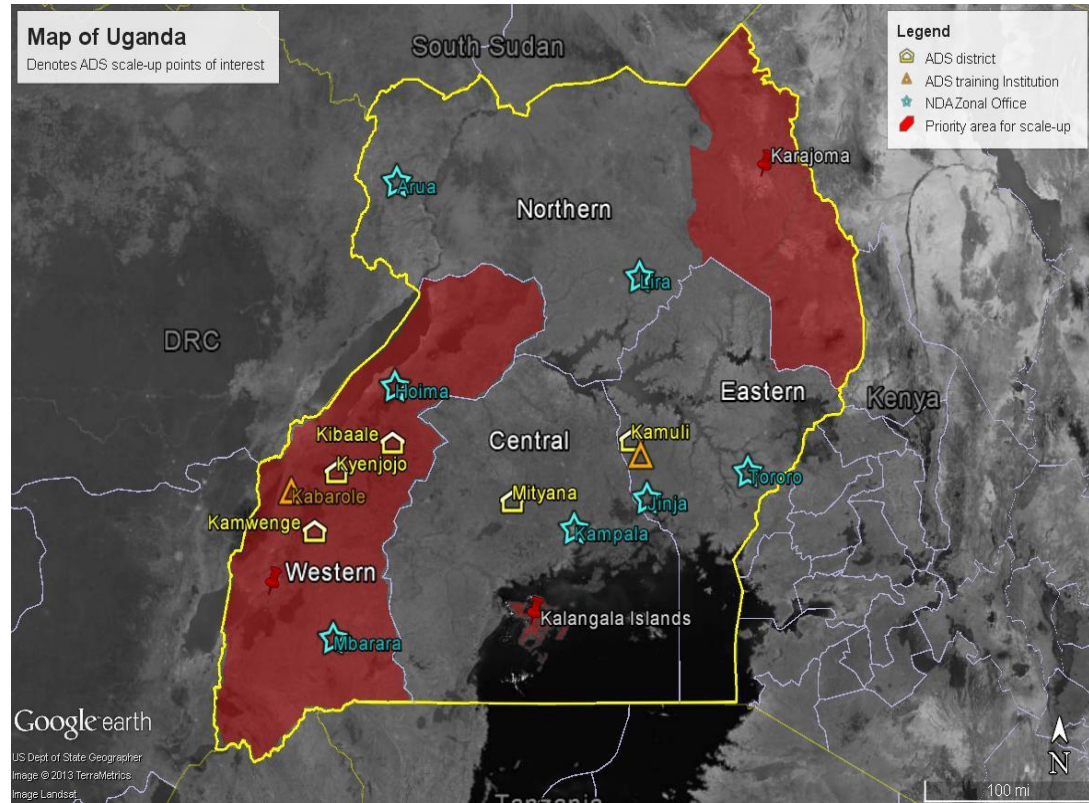 Map of Uganda
Denotes ADS scale-up points of interest
South Sudan
Legend
ADS district
ADS training Institution
NDA Zonal Office
Priority area for scale-up
Karajoma
Arua
Northern
Lira
DRC
Hoima
Eastern
Kenya
Kibaale
Central
Kamuli
Kyenjojo
Kabarole
Mityana
Tororo
Jinja
Kamwenge
Kampala
Western
Kalangala Islands
Mbarara
Google earth
US Dept of State Geographer
Image © 2013 TerraMetrics
Image Landsat
N
100 mi
Tanzania